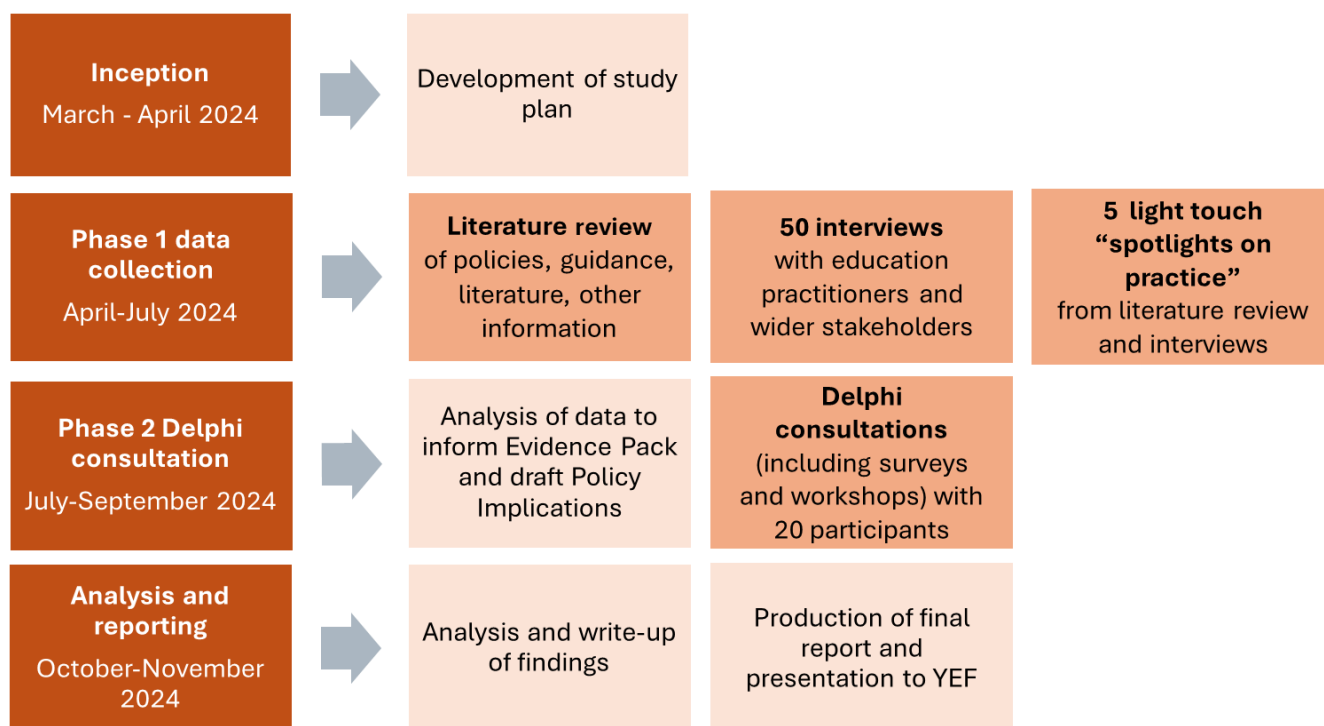 Inception
March - April 2024
Development of study
plan
Phase 1 data
collection
April-July 2024
Literature review
of policies, guidance,
literature, other
information
50 interviews
with education
practitioners and
wider stakeholders
5 light touch
“spotlights on
practice”
from literature review
and interviews
Phase 2 Delphi
consultation
July-September 2024
Analysis of data to
inform Evidence Pack
and draft Policy
Implications
Delphi
consultations
(including surveys
and workshops) with
20 participants
Analysis and
reporting
October-November
2024
Analysis and write-up
of findings
Production of final
report and
presentation to YEF